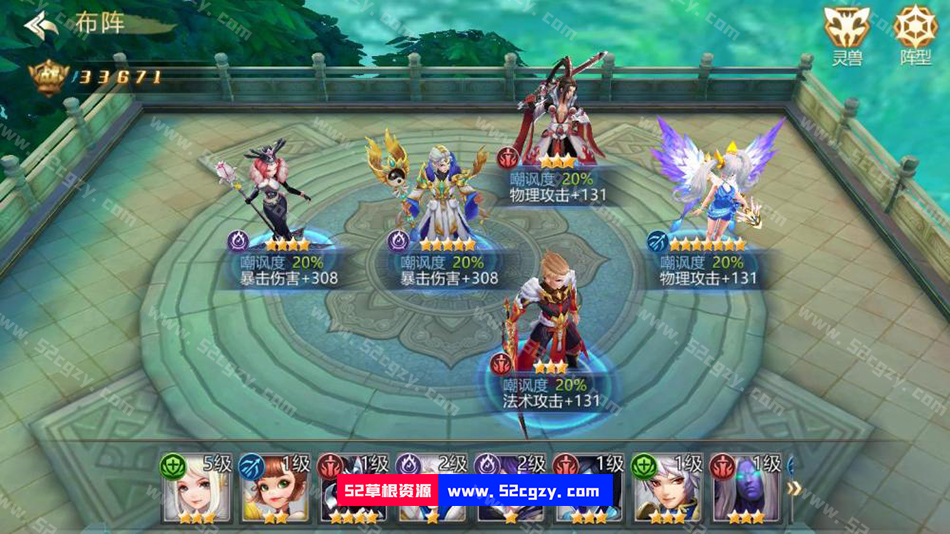 布阵
灵兽
阵型
33671
嘲讽度 20%
物理攻击+131
嘲讽度 20%
暴击伤害+308
嘲讽度 20%
暴击伤害+308
嘲讽度 20%
物理攻击+131
嘲讽度 20%
法术攻击+131
5级
1级
1级
2级
2级
1级
1级
1级
52草根资源
www.52cgzy.com
www.52cgzy.com